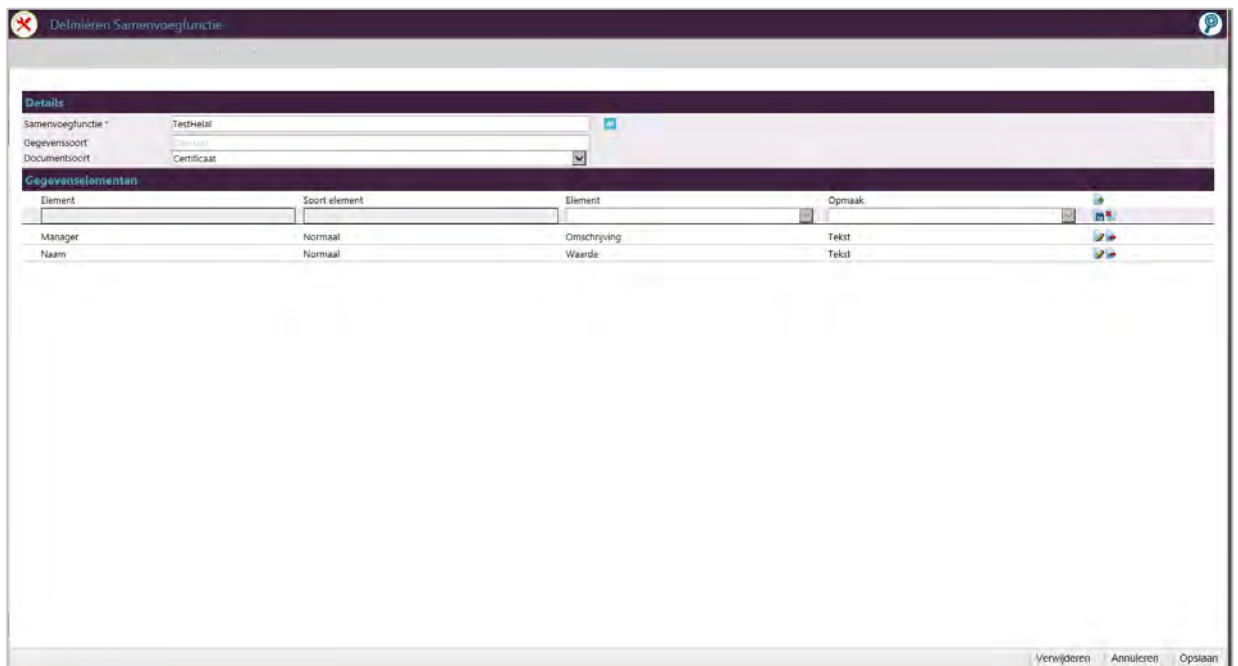 Definiëren Samenvoegfunctie
Details
Samenvoegfunctie * TestHelal
Gegevenssoort
Documentsoort Certificaat
Gegevenselementen
Element Soort element Element Opmaak
Manager Normaal Omschrijving Tekst
Naam Normaal Waarde Tekst
Verwijderen Annuleren Opslaan